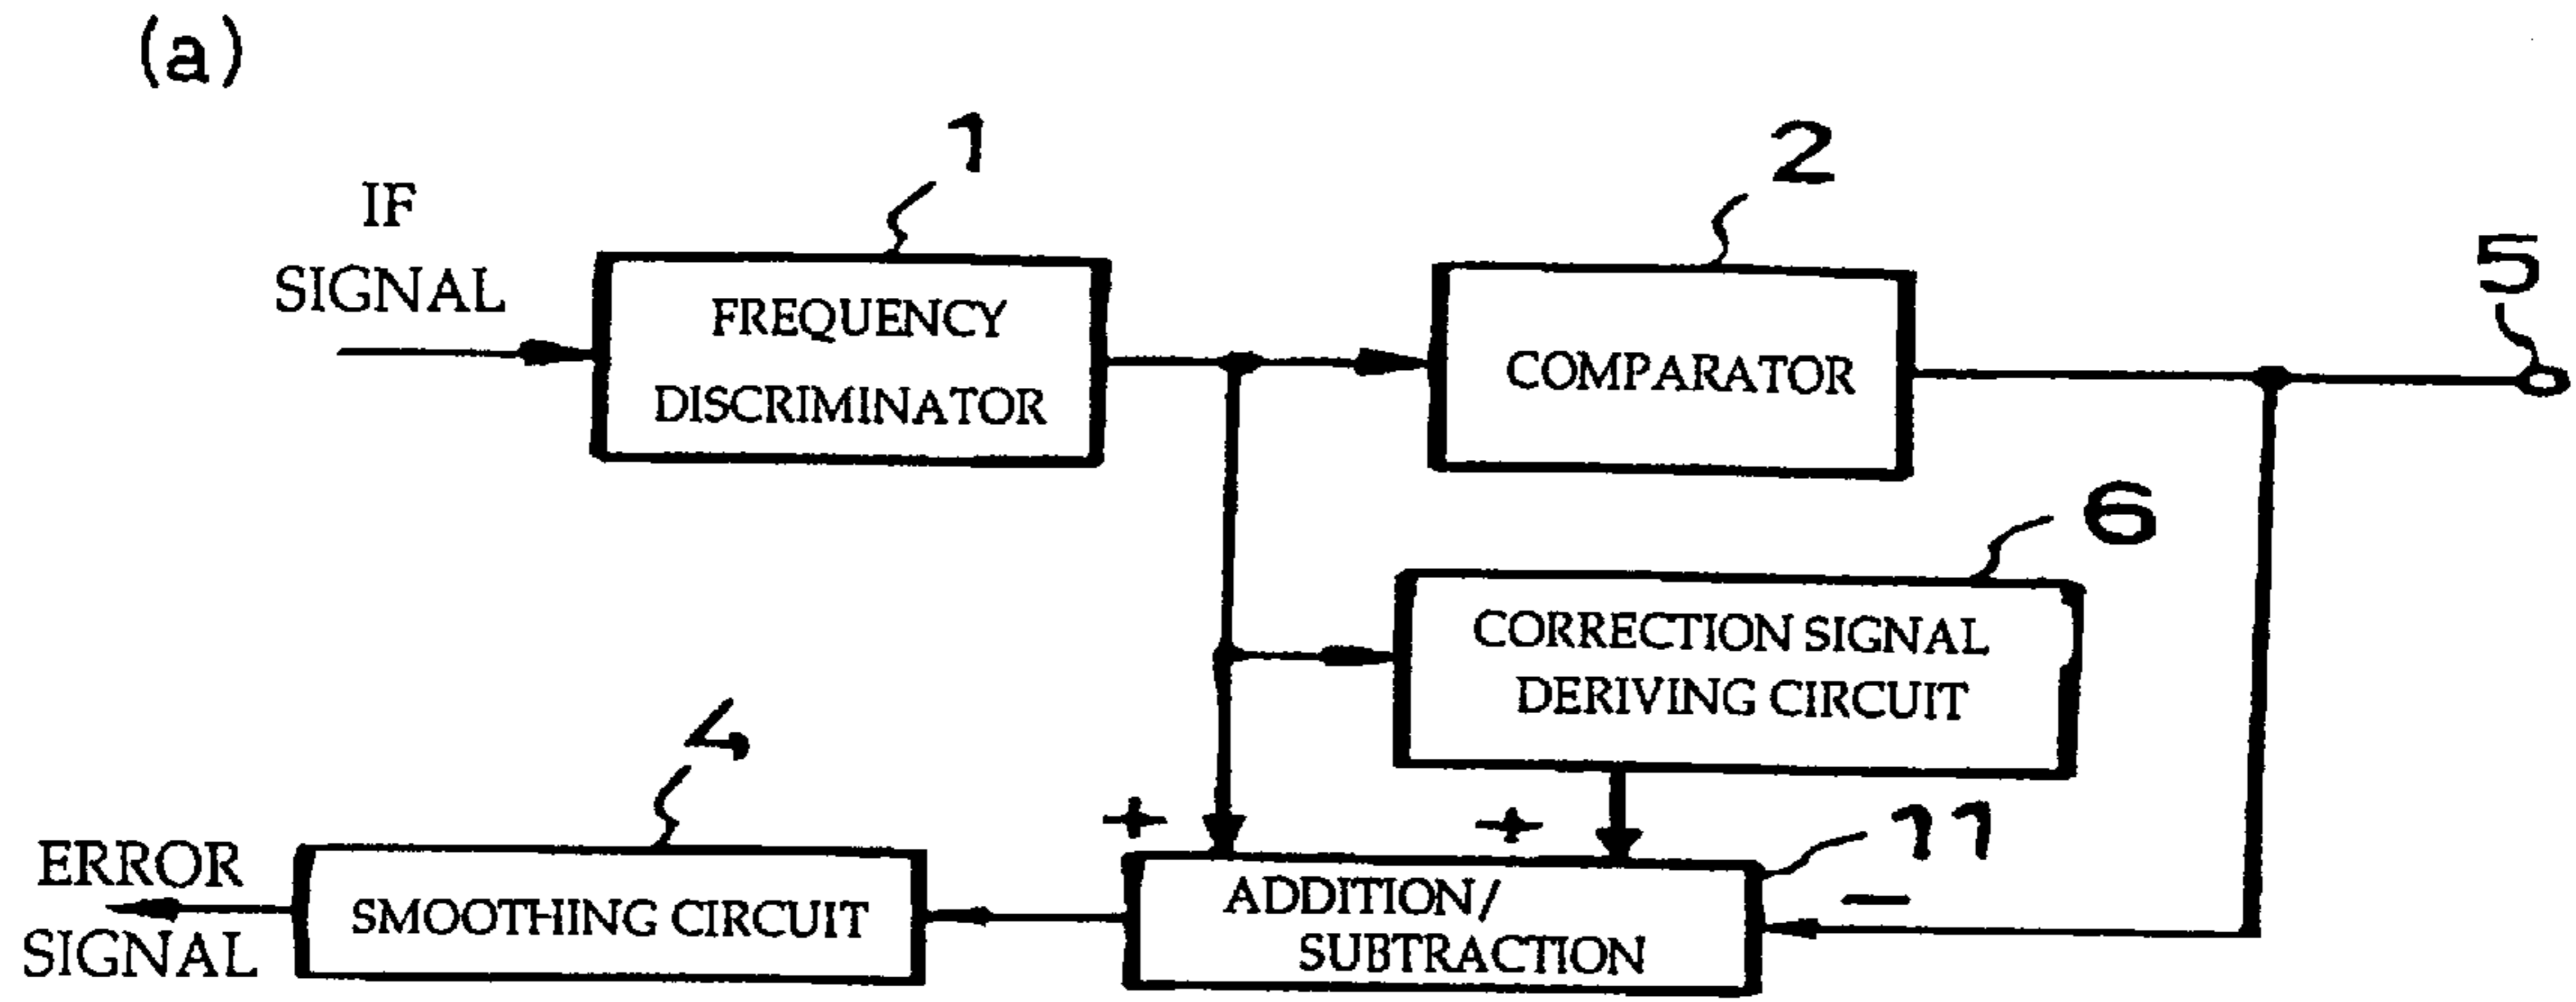 (a)
1
2
IF
SIGNAL
5
FREQUENCY
DISCRIMINATOR
COMPARATOR
6
CORRECTION SIGNAL
DERIVING CIRCUIT
4
+
+
11
−
ERROR
SIGNAL
SMOOTHING CIRCUIT
ADDITION/
SUBTRACTION